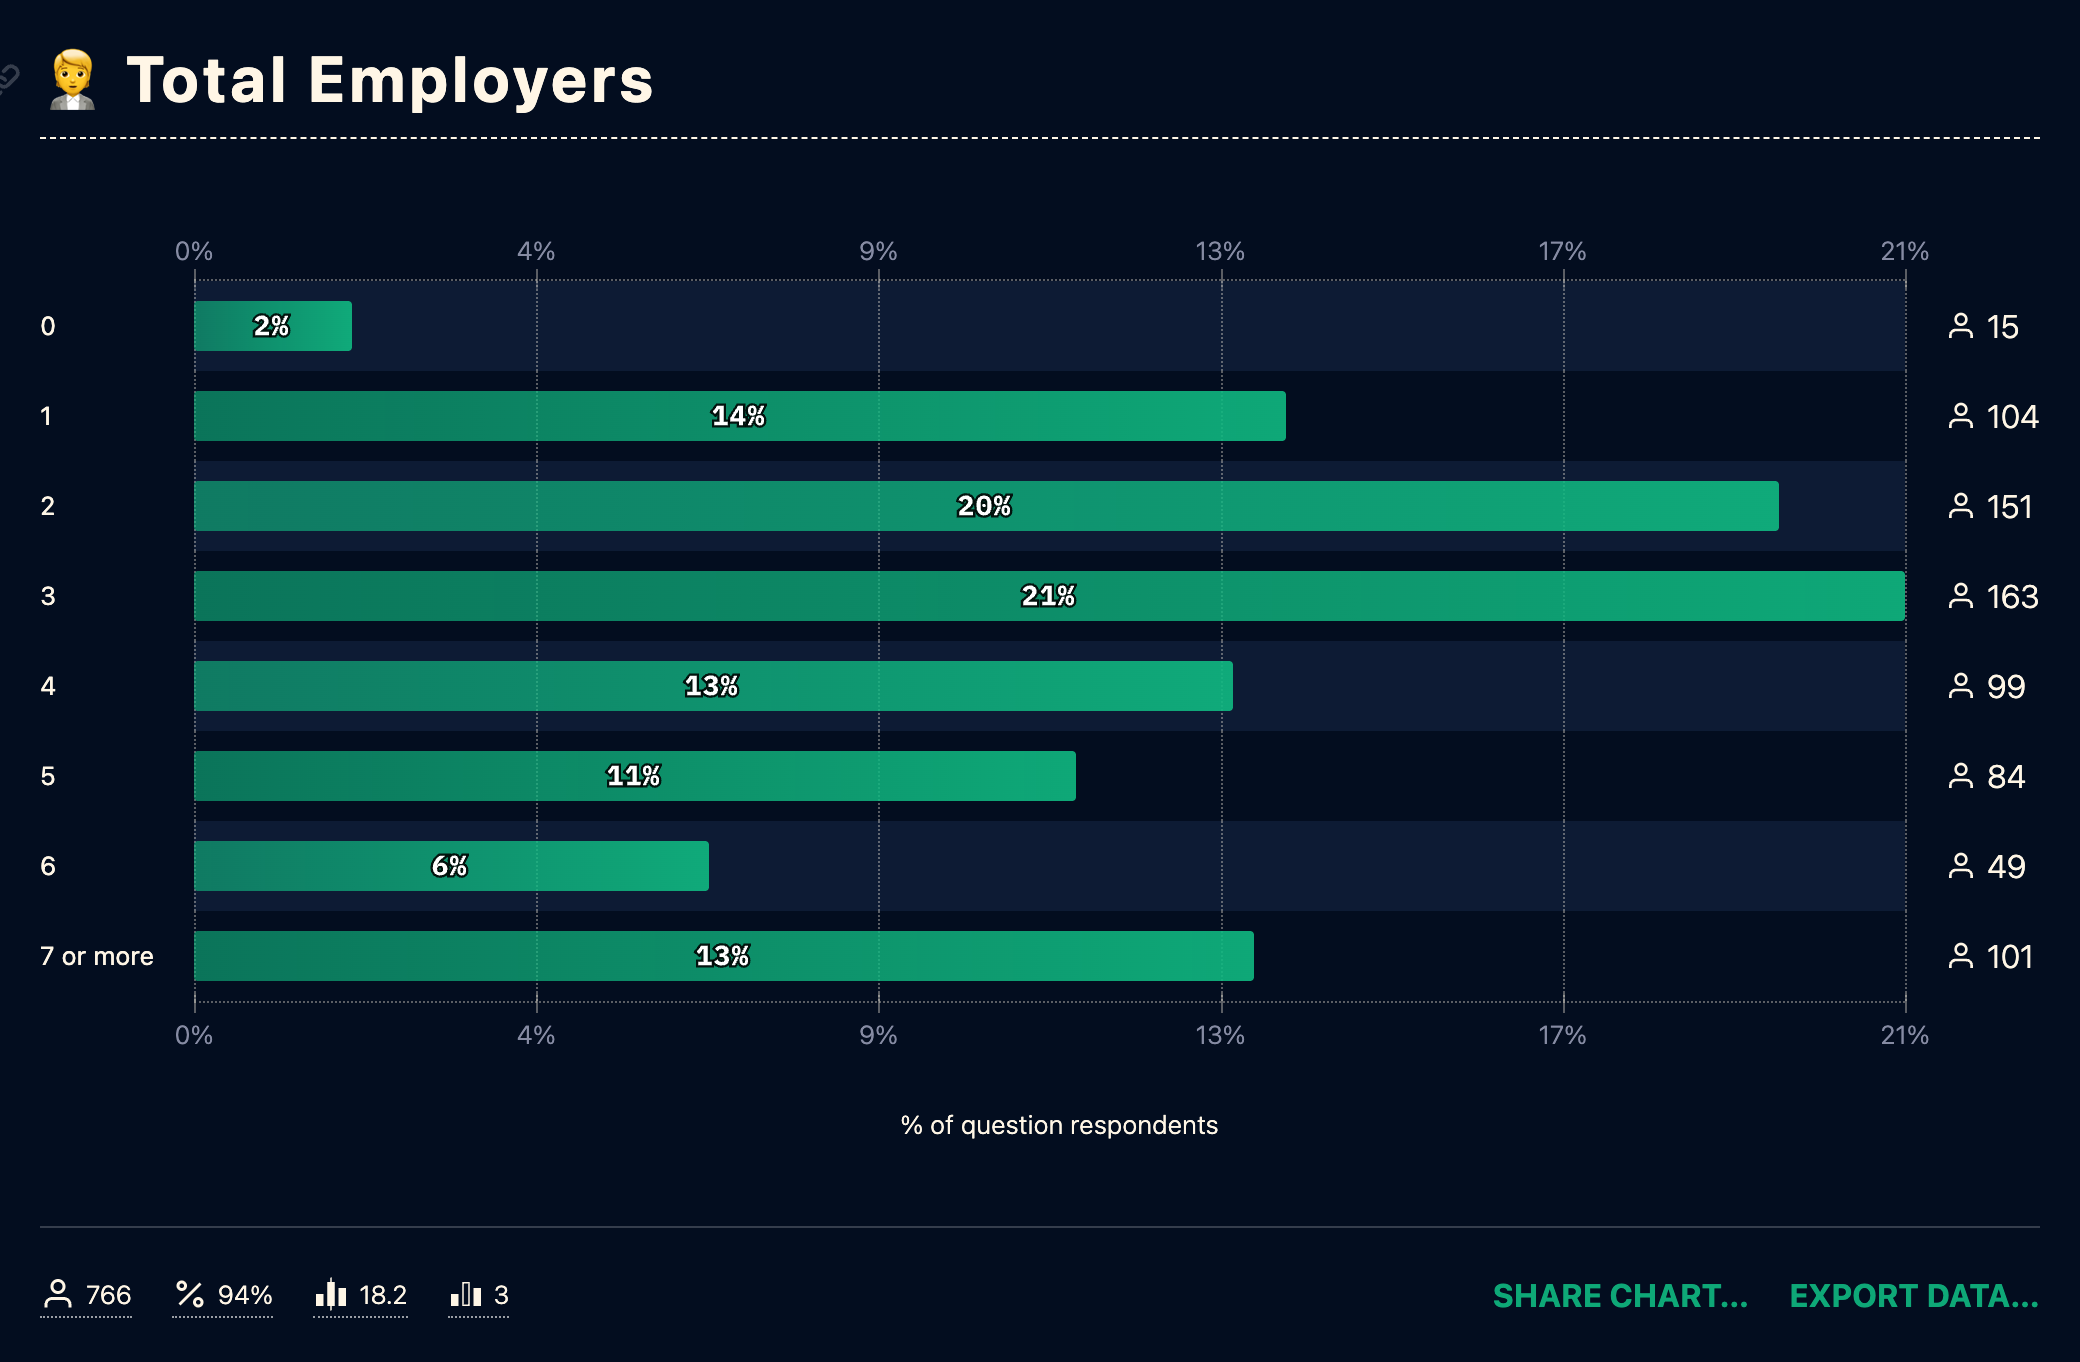 Total Employers
0% 4% 9% 13% 17% 21%
0 2% 15
1 14% 104
2 20% 151
3 21% 163
4 13% 99
5 11% 84
6 6% 49
7 or more 13% 101
0% 4% 9% 13% 17% 21%
% of question respondents
766 94% 18.2 3 SHARE CHART... EXPORT DATA...